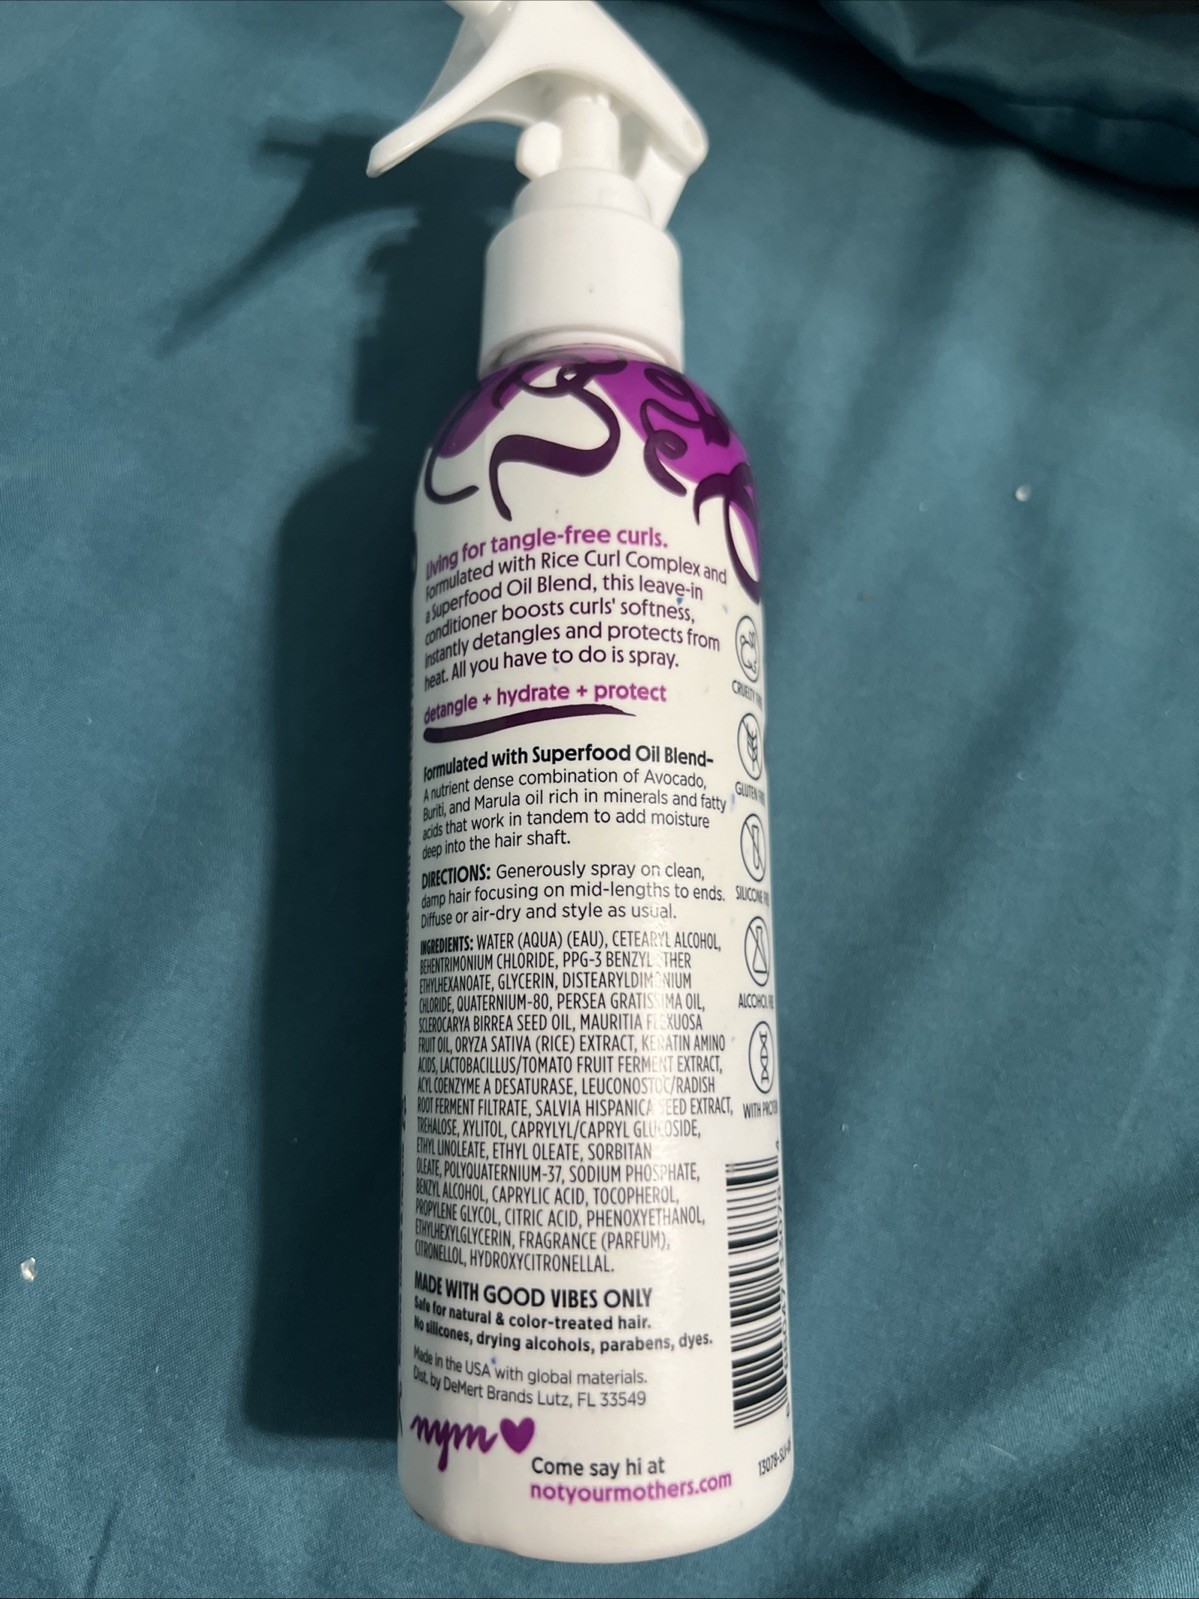 Living for tangle-free curls.
Formulated with Rice Curl Complex and
a Superfood Oil Blend, this leave-in
conditioner boosts curls' softness,
instantly detangles and protects from
heat. All you have to do is spray.
detangle + hydrate + protect
Formulated with Superfood Oil Blend-
A nutrient dense combination of Avocado,
Buriti, and Marula oil rich in minerals and fatty
acids that work in tandem to add moisture
deep into the hair shaft.
DIRECTIONS: Generously spray on clean,
damp hair focusing on mid-lengths to ends.
Diffuse or air-dry and style as usual.
INGREDIENTS: WATER (AQUA) (EAU), CETEARYL ALCOHOL,
BEHENTRIMONIUM CHLORIDE, PPG-3 BENZYL ETHER
ETHYLHEXANOATE, GLYCERIN, DISTEARYLDIMONIUM
CHLORIDE, QUATERNIUM-80, PERSEA GRATISSIMA OIL,
SCLEROCARYA BIRREA SEED OIL, MAURITIA FLEXUOSA
FRUIT OIL, ORYZA SATIVA (RICE) EXTRACT, KERATIN AMINO
ACIDS, LACTOBACILLUS/TOMATO FRUIT FERMENT EXTRACT,
ACYL COENZYME A DESATURASE, LEUCONOSTOC/RADISH
ROOT FERMENT FILTRATE, SALVIA HISPANICA SEED EXTRACT,
TREHALOSE, XYLITOL, CAPRYLYL/CAPRYL GLUCOSIDE,
ETHYL LINOLEATE, ETHYL OLEATE, SORBITAN
OLEATE, POLYQUATERNIUM-37, SODIUM PHOSPHATE,
BENZYL ALCOHOL, CAPRYLIC ACID, TOCOPHEROL,
PROPYLENE GLYCOL, CITRIC ACID, PHENOXYETHANOL,
ETHYLHEXYLGLYCERIN, FRAGRANCE (PARFUM),
CITRONELLOL, HYDROXYCITRONELLAL.
MADE WITH GOOD VIBES ONLY
Safe for natural & color-treated hair.
No silicones, drying alcohols, parabens, dyes.
Made in the USA with global materials.
Dist. by DeMert Brands Lutz, FL 33549
nym
Come say hi at
notyourmothers.com
CRUELTY
GLUTEN
SILICONE
ALCOHOL
WITH